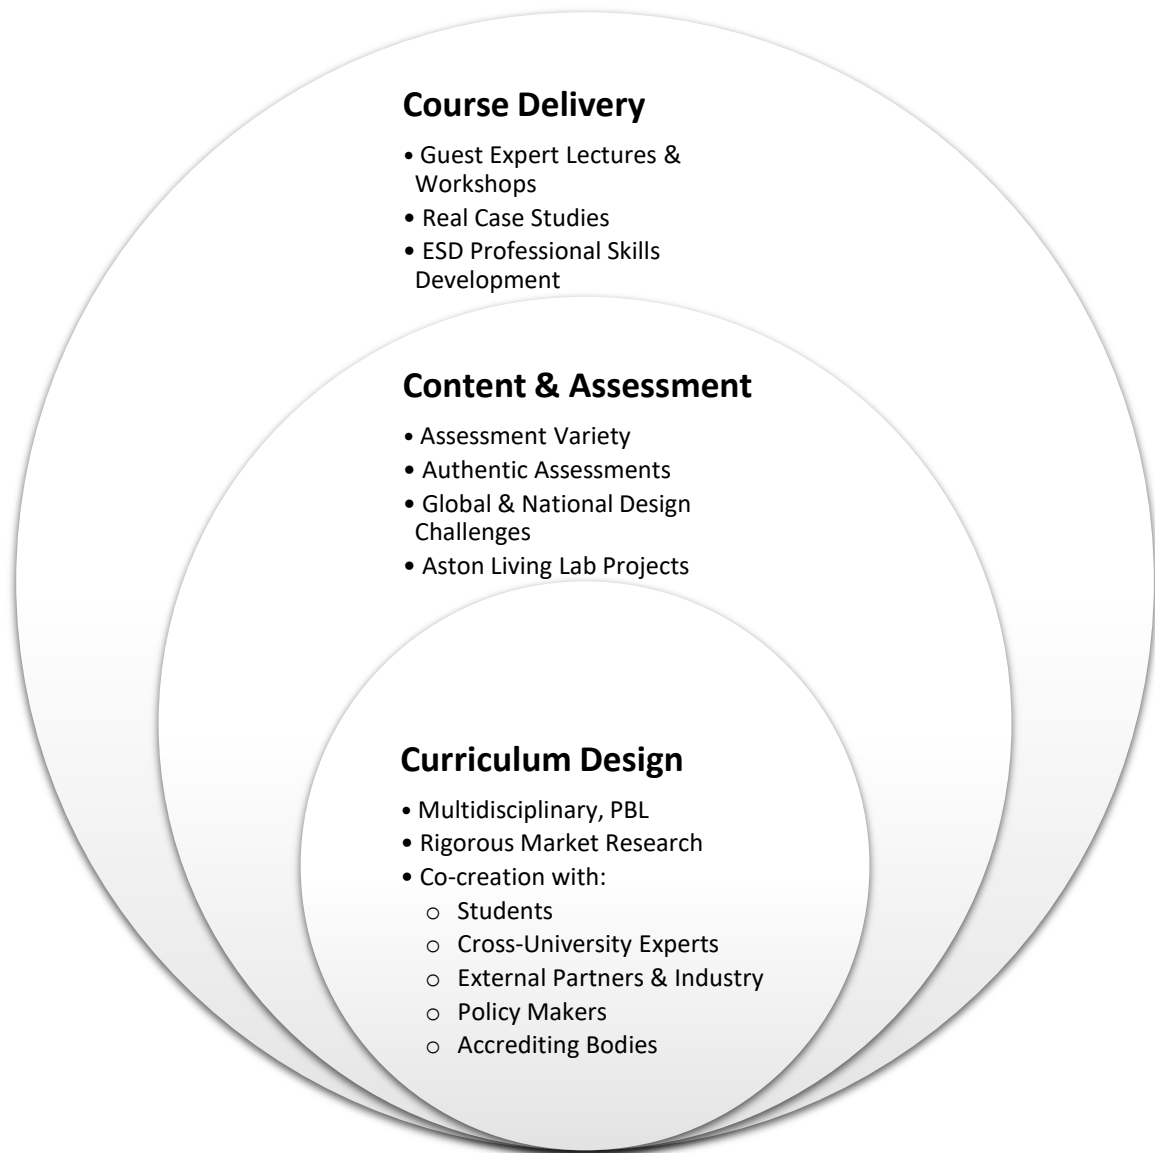 Course Delivery
• Guest Expert Lectures &
Workshops
• Real Case Studies
• ESD Professional Skills
Development
Content & Assessment
• Assessment Variety
• Authentic Assessments
• Global & National Design
Challenges
• Aston Living Lab Projects
Curriculum Design
• Multidisciplinary, PBL
• Rigorous Market Research
• Co-creation with:
o Students
o Cross-University Experts
o External Partners & Industry
o Policy Makers
o Accrediting Bodies